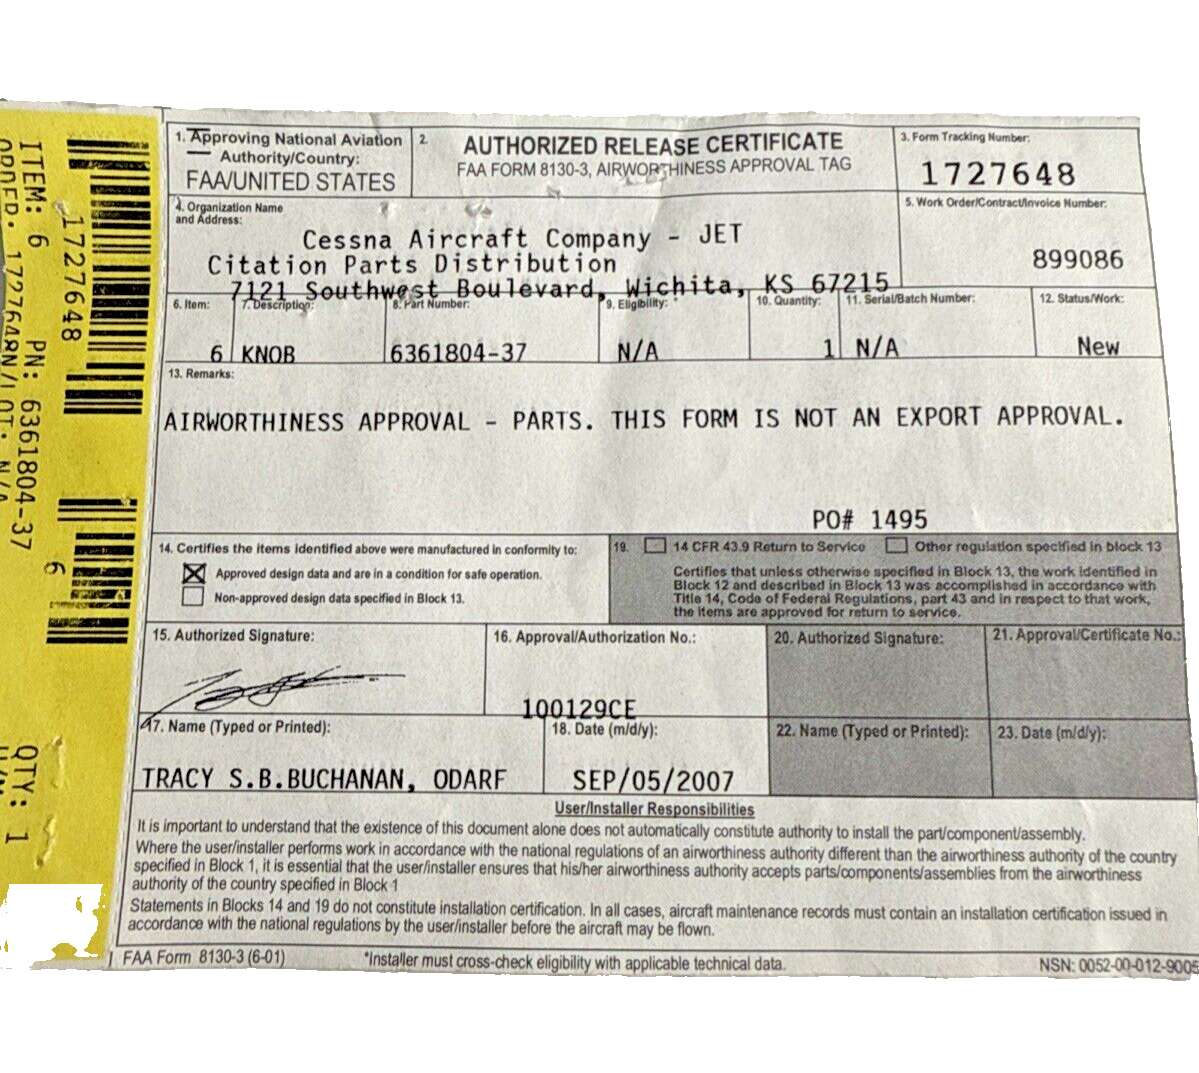 1. Approving National Aviation
Authority/Country:
FAA/UNITED STATES
2.
AUTHORIZED RELEASE CERTIFICATE
FAA FORM 8130-3, AIRWORTHINESS APPROVAL TAG
3. Form Tracking Number:
1727648
4. Organization Name
and Address:
Cessna Aircraft Company - JET
Citation Parts Distribution
7121 Southwest Boulevard, Wichita, KS 67215
5. Work Order/Contract/Invoice Number:
899086
6. Item:
6
7. Description:
KNOB
8. Part Number:
6361804-37
9. Eligibility: *
N/A
10. Quantity:
1
11. Serial/Batch Number:
N/A
12. Status/Work:
New
13. Remarks:
AIRWORTHINESS APPROVAL - PARTS. THIS FORM IS NOT AN EXPORT APPROVAL.
PO# 1495
14. Certifies the items identified above were manufactured in conformity to:
Approved design data and are in a condition for safe operation.
Non-approved design data specified in Block 13.
19. 14 CFR 43.9 Return to Service Other regulation specified in block 13
Certifies that unless otherwise specified in Block 13, the work identified in
Block 12 and described in Block 13 was accomplished in accordance with
Title 14, Code of Federal Regulations, part 43 and in respect to that work,
the items are approved for return to service.
15. Authorized Signature:
16. Approval/Authorization No.:
100129CE
20. Authorized Signature:
21. Approval/Certificate No.:
17. Name (Typed or Printed):
TRACY S.B.BUCHANAN, ODARF
18. Date (m/d/y):
SEP/05/2007
22. Name (Typed or Printed):
23. Date (m/d/y):
User/Installer Responsibilities
It is important to understand that the existence of this document alone does not automatically constitute authority to install the part/component/assembly.
Where the user/installer performs work in accordance with the national regulations of an airworthiness authority different than the airworthiness authority of the country
specified in Block 1, it is essential that the user/installer ensures that his/her airworthiness authority accepts parts/components/assemblies from the airworthiness
authority of the country specified in Block 1
Statements in Blocks 14 and 19 do not constitute installation certification. In all cases, aircraft maintenance records must contain an installation certification issued in
accordance with the national regulations by the user/installer before the aircraft may be flown.
FAA Form 8130-3 (6-01)
*Installer must cross-check eligibility with applicable technical data.
NSN: 0052-00-012-9005
1727648
6
ITEM: 6 PN: 6361804-37 QTY: 1
ORDER: 1727648